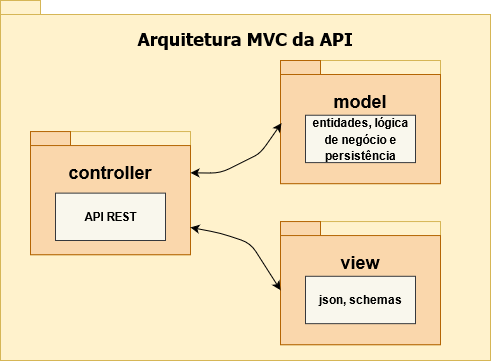 Arquitetura MVC da API
model
entidades, lógica
de negócio e
persistência
controller
API REST
view
json, schemas